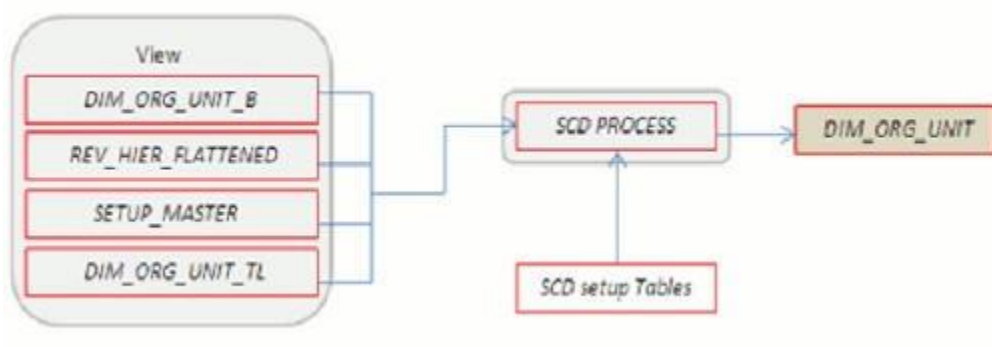 View
DIM_ORG_UNIT_B
REV_HIER_FLATTENED
SETUP_MASTER
DIM_ORG_UNIT_TL
SCD PROCESS
SCD setup Tables
DIM_ORG_UNIT